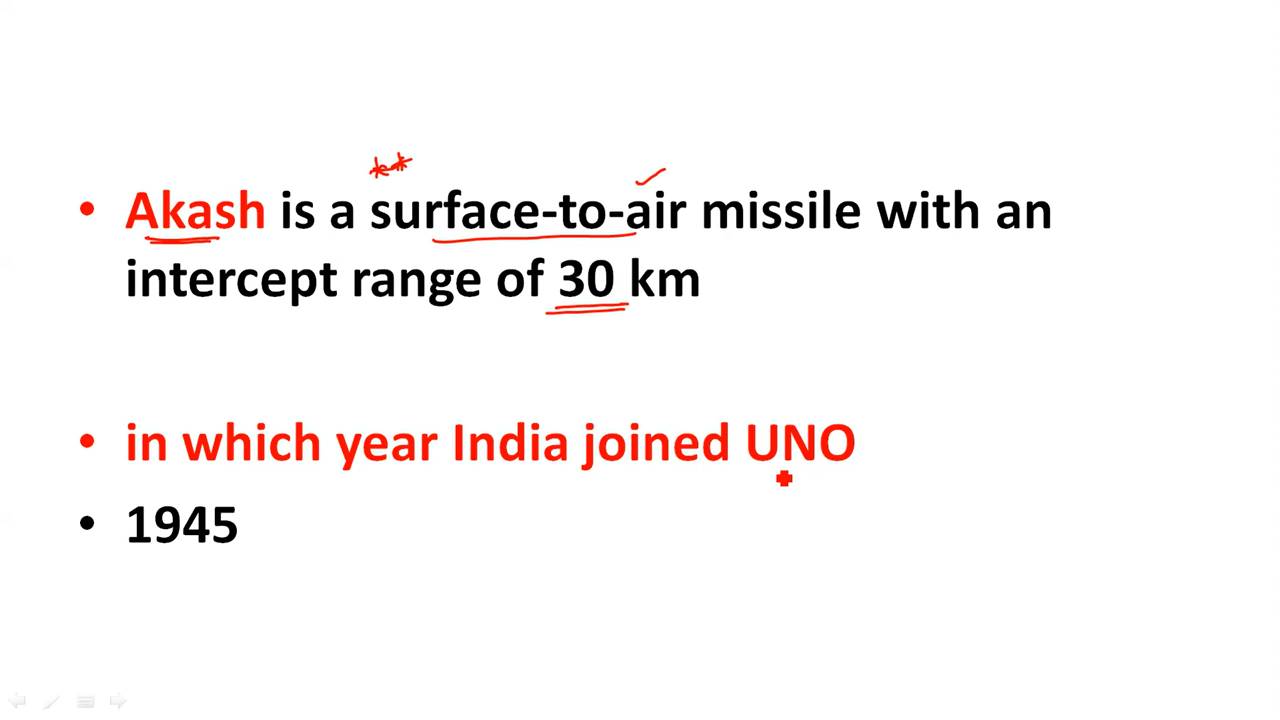 • Akash is a surface-to-air missile with an
intercept range of 30 km
• in which year India joined UNO
• 1945